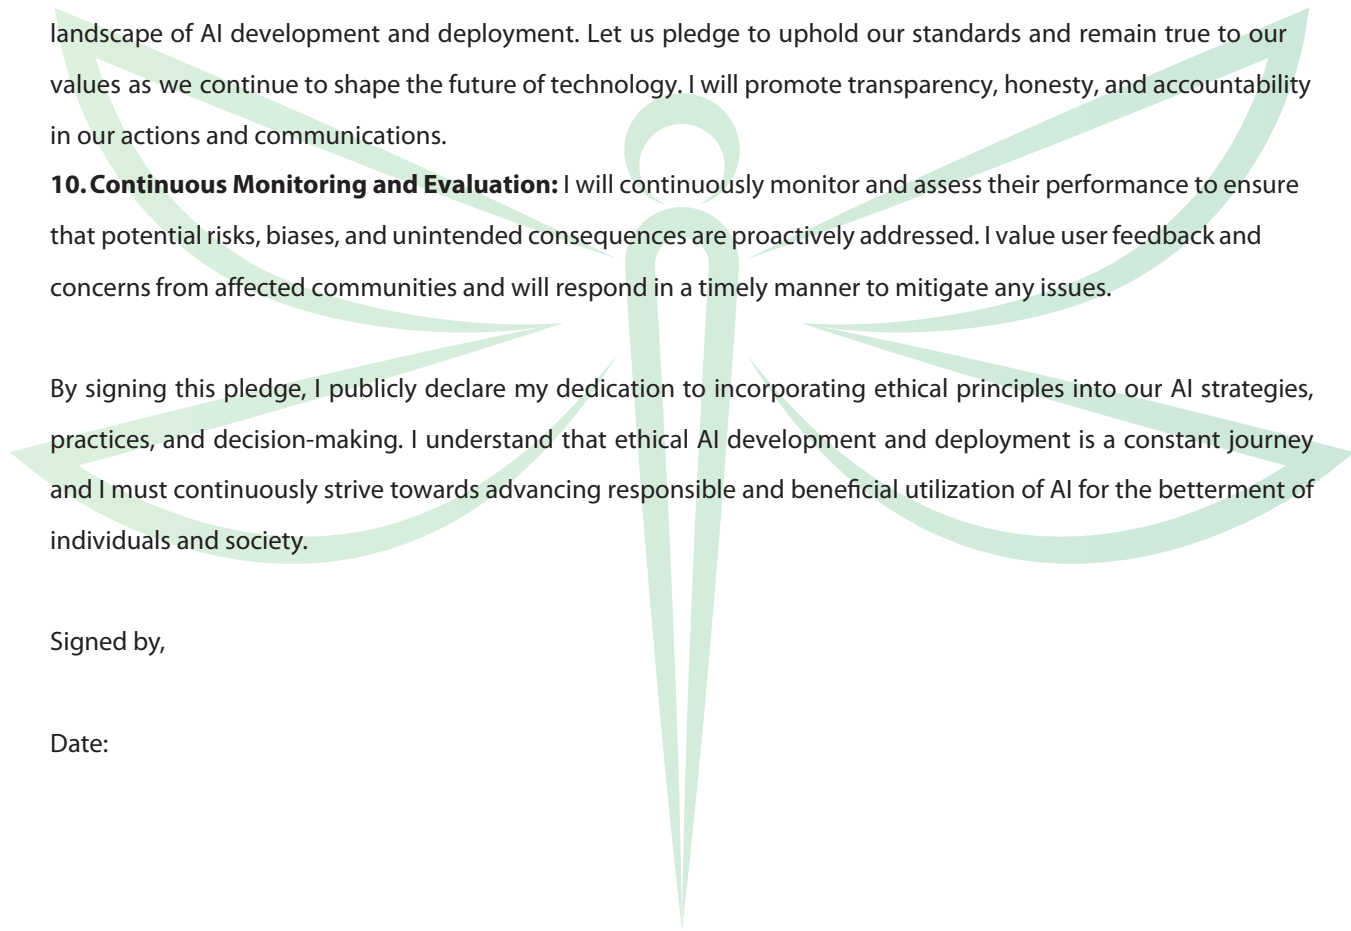 landscape of AI development and deployment. Let us pledge to uphold our standards and remain true to our
values as we continue to shape the future of technology. I will promote transparency, honesty, and accountability
in our actions and communications.
10. Continuous Monitoring and Evaluation: I will continuously monitor and assess their performance to ensure
that potential risks, biases, and unintended consequences are proactively addressed. I value user feedback and
concerns from affected communities and will respond in a timely manner to mitigate any issues.
By signing this pledge, I publicly declare my dedication to incorporating ethical principles into our AI strategies,
practices, and decision-making. I understand that ethical AI development and deployment is a constant journey
and I must continuously strive towards advancing responsible and beneficial utilization of AI for the betterment of
individuals and society.
Signed by,
Date: